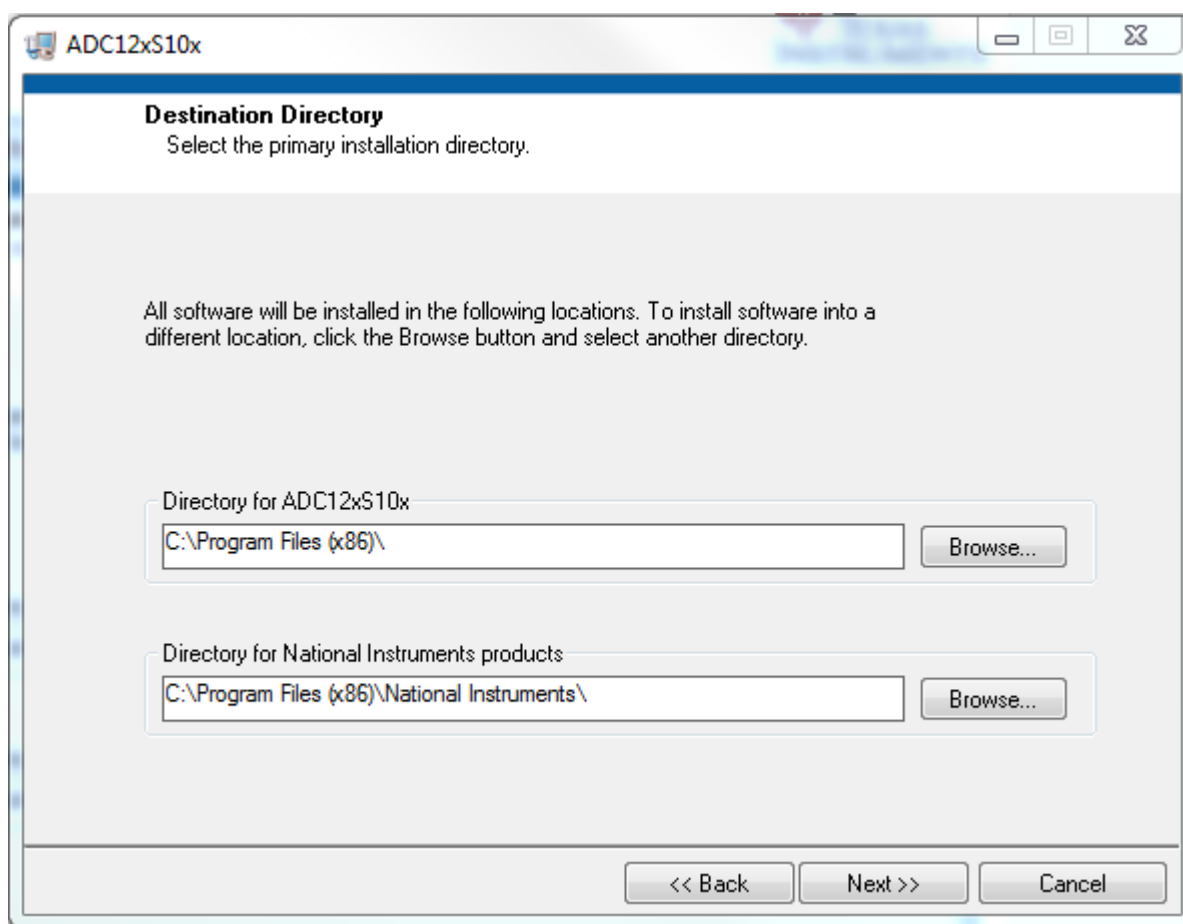 ADC12xS10x
Destination Directory
Select the primary installation directory.
All software will be installed in the following locations. To install software into a
different location, click the Browse button and select another directory.
Directory for ADC12xS10x
C:\Program Files (x86)\
Browse...
Directory for National Instruments products
C:\Program Files (x86)\National Instruments\
Browse...
<< Back
Next >>
Cancel